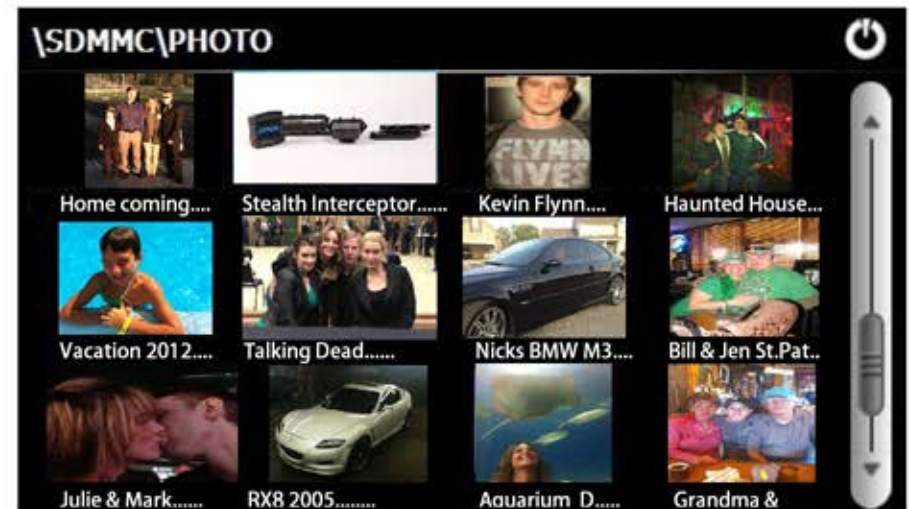 \SDMMC\PHOTO
Home coming....
Stealth Interceptor......
Kevin Flynn....
Haunted House...
FLYNN
LIVES
Vacation 2012....
Talking Dead......
Nicks BMW M3....
Bill & Jen St.Pat..
Julie & Mark......
RX8 2005........
Aquarium D.....
Grandma &